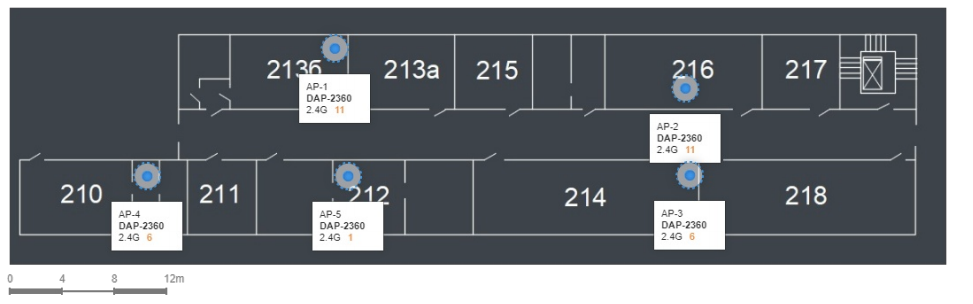 213б
213a
215
216
217
AP-1
DAP-2360
2.4G 11
AP-2
DAP-2360
2.4G 11
210
211
212
214
218
AP-4
DAP-2360
2.4G 6
AP-5
DAP-2360
2.4G 1
AP-3
DAP-2360
2.4G 6
0 4 8 12m